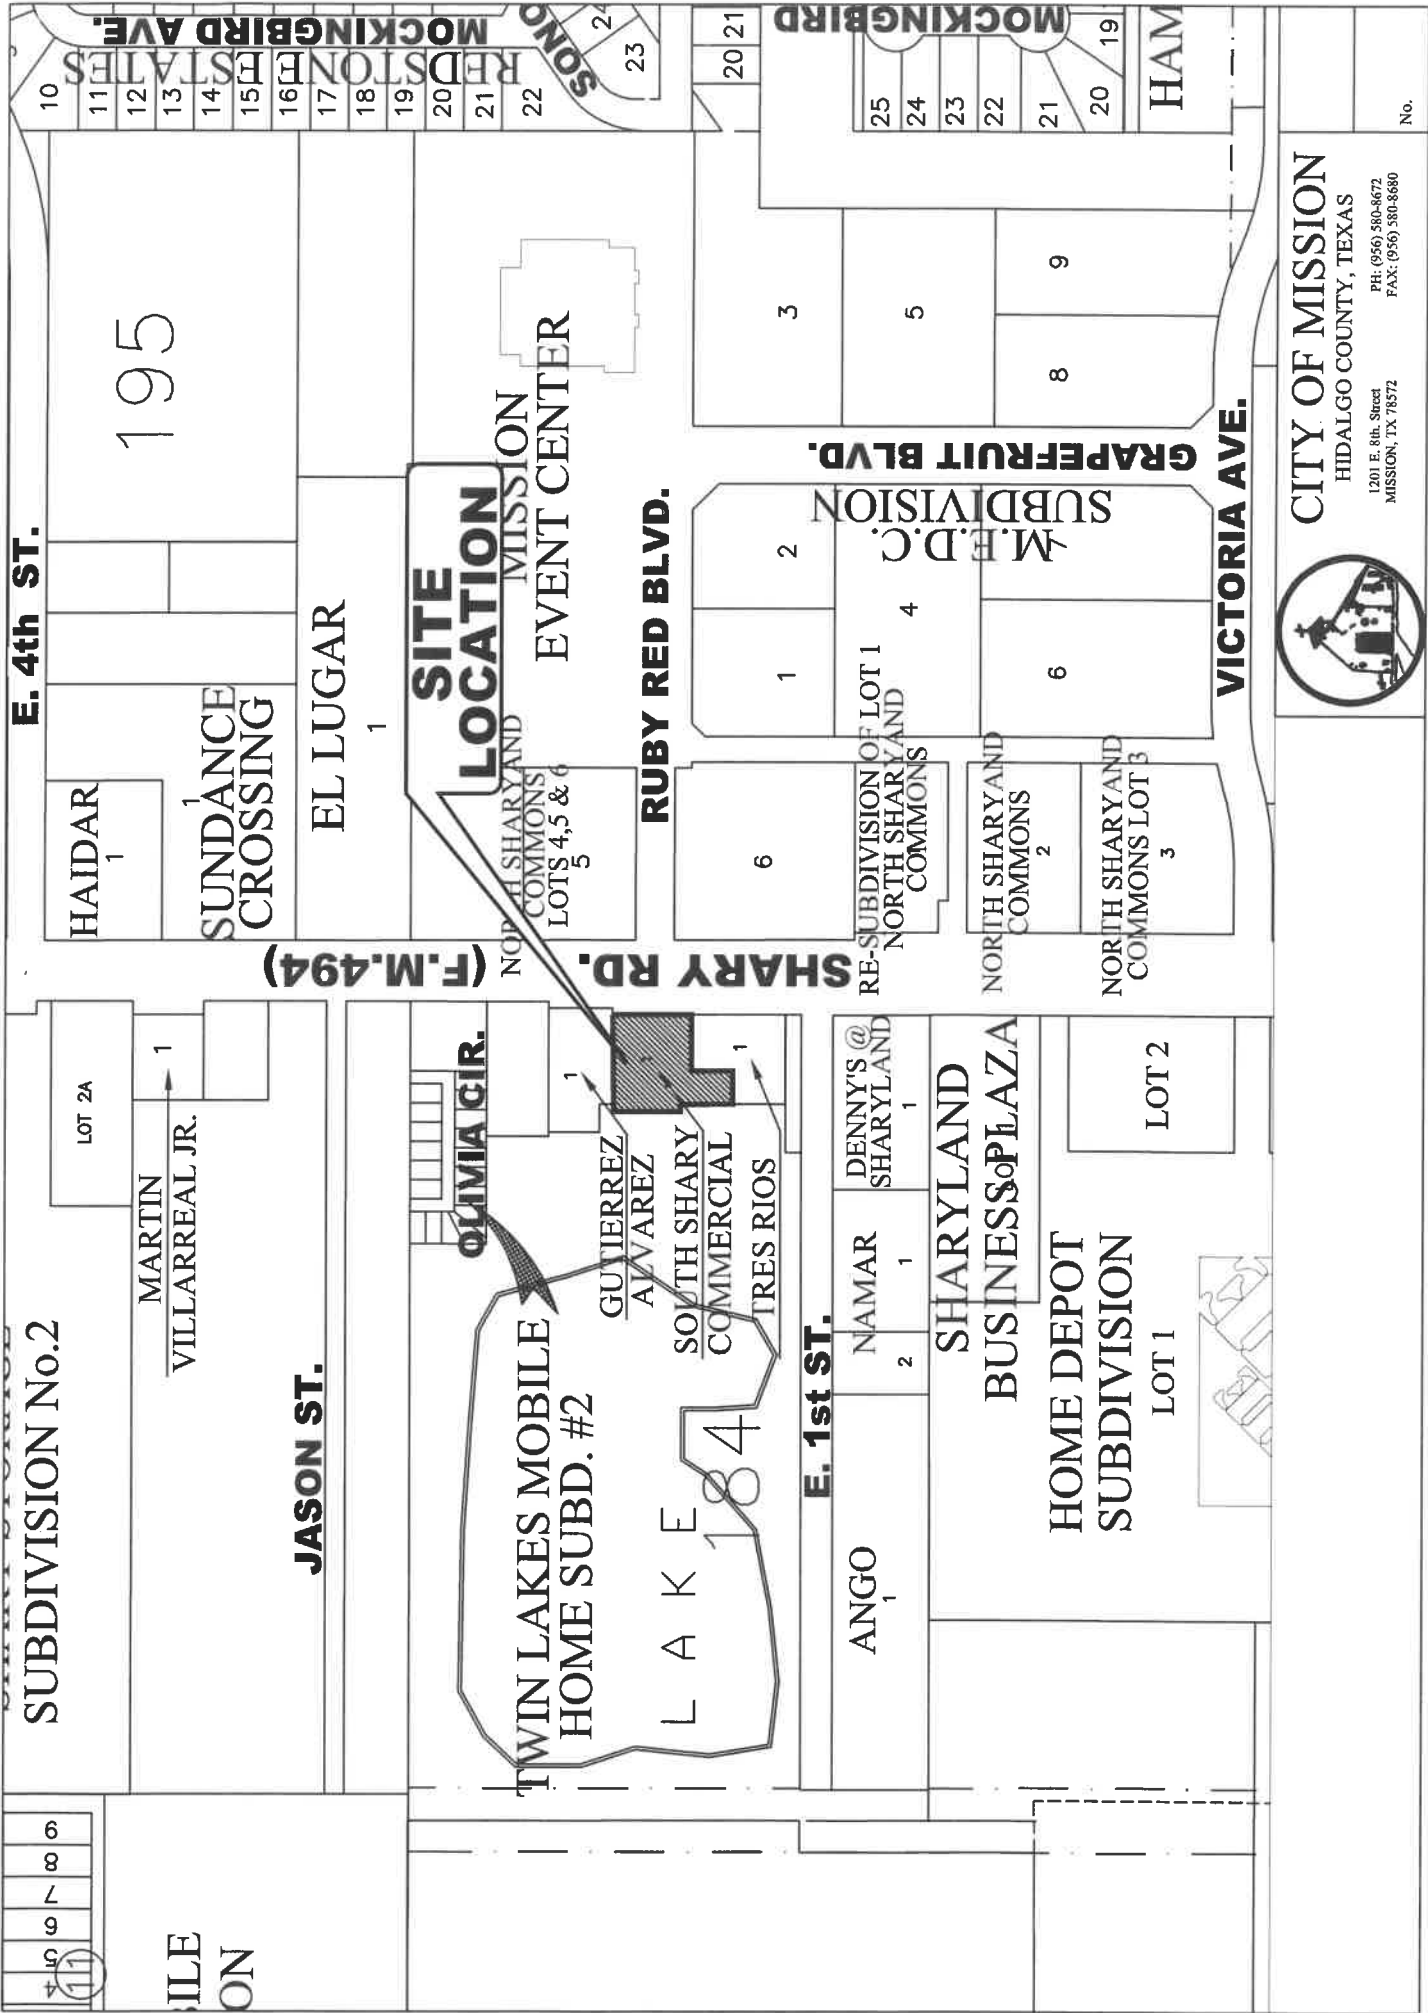 E. 4th ST.
195
REDSTONE ESTATES
MOCKINGBIRD AVE.
10
11
12
13
14
15
16
17
18
19
20
21
22
23
24
20
21
MOCKINGBIRD
25
24
23
22
21
20
19
HAM
HAIDAR
1
SUNDANCE
1
CROSSING
EL LUGAR
1
SITE
LOCATION
MISSION
EVENT CENTER
NORTH SHARYAND
COMMONS
LOTS 4,5 & 6
5
RUBY RED BLVD.
3
5
8
9
GRAPEFRUIT BLVD.
M.E.D.C.
SUBDIVISION
1
2
4
6
6
RE-SUBDIVISION OF LOT 1
NORTH SHARYAND
COMMONS
NORTH SHARYAND
COMMONS
2
NORTH SHARYAND
COMMONS LOT 3
3
VICTORIA AVE.
SHARY RD.
(F.M.494)
SUBDIVISION No.2
LOT 2A
MARTIN
VILLARREAL JR.
1
JASON ST.
OLIVIA CIR.
TWIN LAKES MOBILE
HOME SUBD. #2
LAKE
184
GUTIERREZ
ALVAREZ
1
SOUTH SHARY
COMMERCIAL
TRES RIOS
1
E. 1st ST.
ANGO
1
NAMAR
2
1
DENNY'S @
SHARYLAND
1
SHARYLAND
BUSINESS PLAZA
HOME DEPOT
SUBDIVISION
LOT 1
LOT 2
4
5
6
7
8
9
11
ILE
ON
CITY OF MISSION
HIDALGO COUNTY, TEXAS
1201 E. 8th. Street
MISSION, TX 78572
PH: (956) 580-8672
FAX: (956) 580-8680
No.